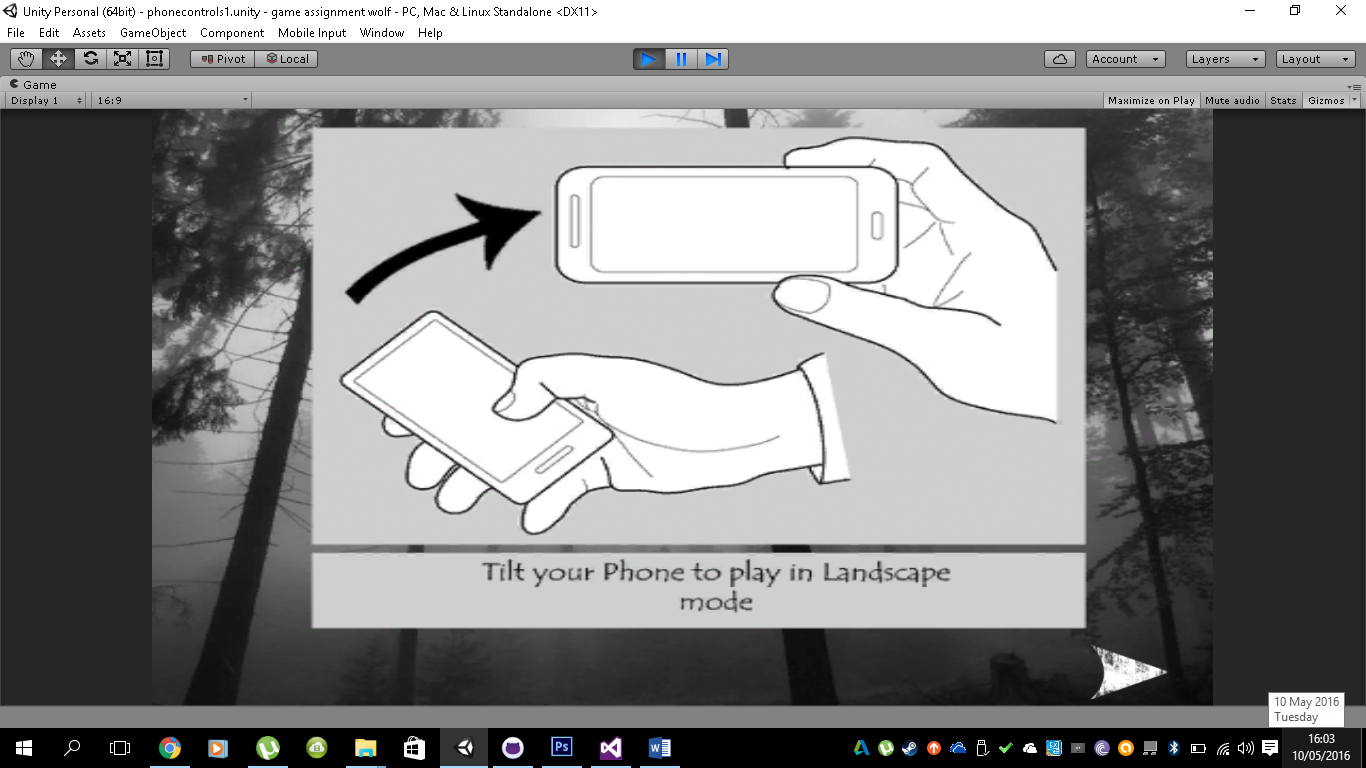 Unity Personal (64bit) - phonecontrols1.unity - game assignment wolf - PC, Mac & Linux Standalone <DX11>
File Edit Assets GameObject Component Mobile Input Window Help
Pivot Local Account Layers Layout
Game
Display 1 16:9 Maximize on Play Mute audio Stats Gizmos
Tilt your Phone to play in Landscape
mode
10 May 2016
Tuesday
Ps
16:03
10/05/2016